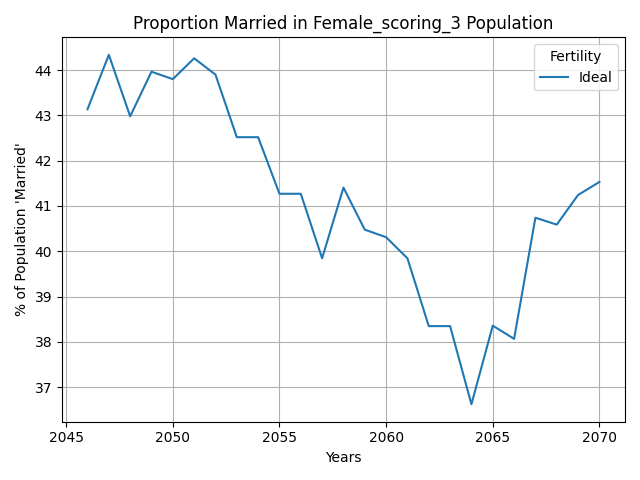 Proportion Married in Female_scoring_3 Population
Fertility
Ideal
% of Population 'Married'
44
43
42
41
40
39
38
37
2045
2050
2055
2060
2065
2070
Years